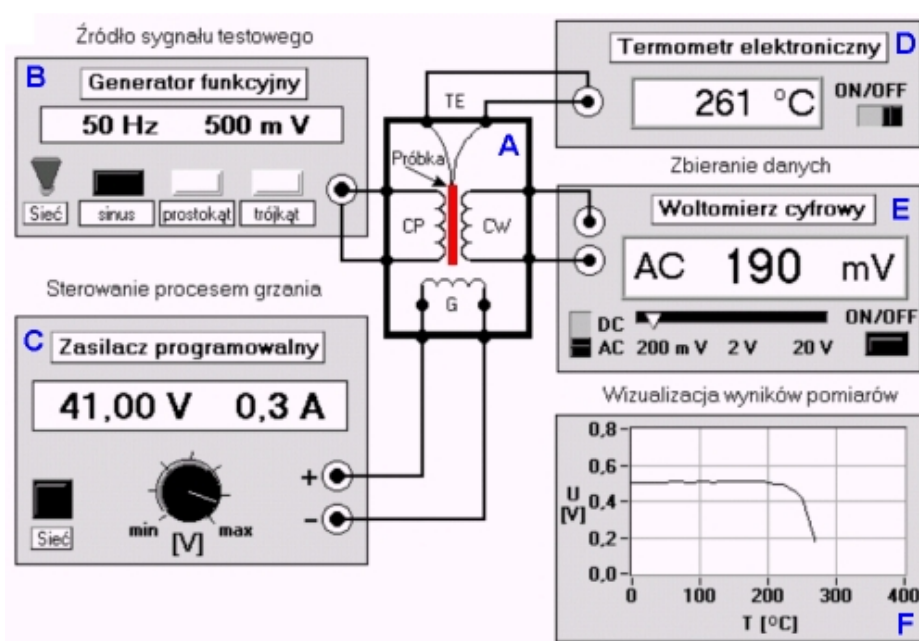 Źródło sygnału testowego
B
Generator funkcyjny
50 Hz 500 m V
Sieć
sinus
prostokąt
trójkąt
Sterowanie procesem grzania
C
Zasilacz programowalny
41,00 V 0,3 A
Sieć
min
max
[V]
+
−
TE
A
Próbka
CP
CW
G
D
Termometr elektroniczny
261 °C
ON/OFF
Zbieranie danych
E
Woltomierz cyfrowy
AC 190 mV
DC
AC
200 m V 2 V 20 V
ON/OFF
Wizualizacja wyników pomiarów
0,8
0,6
0,4
0,2
0,0
U
[V]
0 100 200 300 400
T [°C]
F